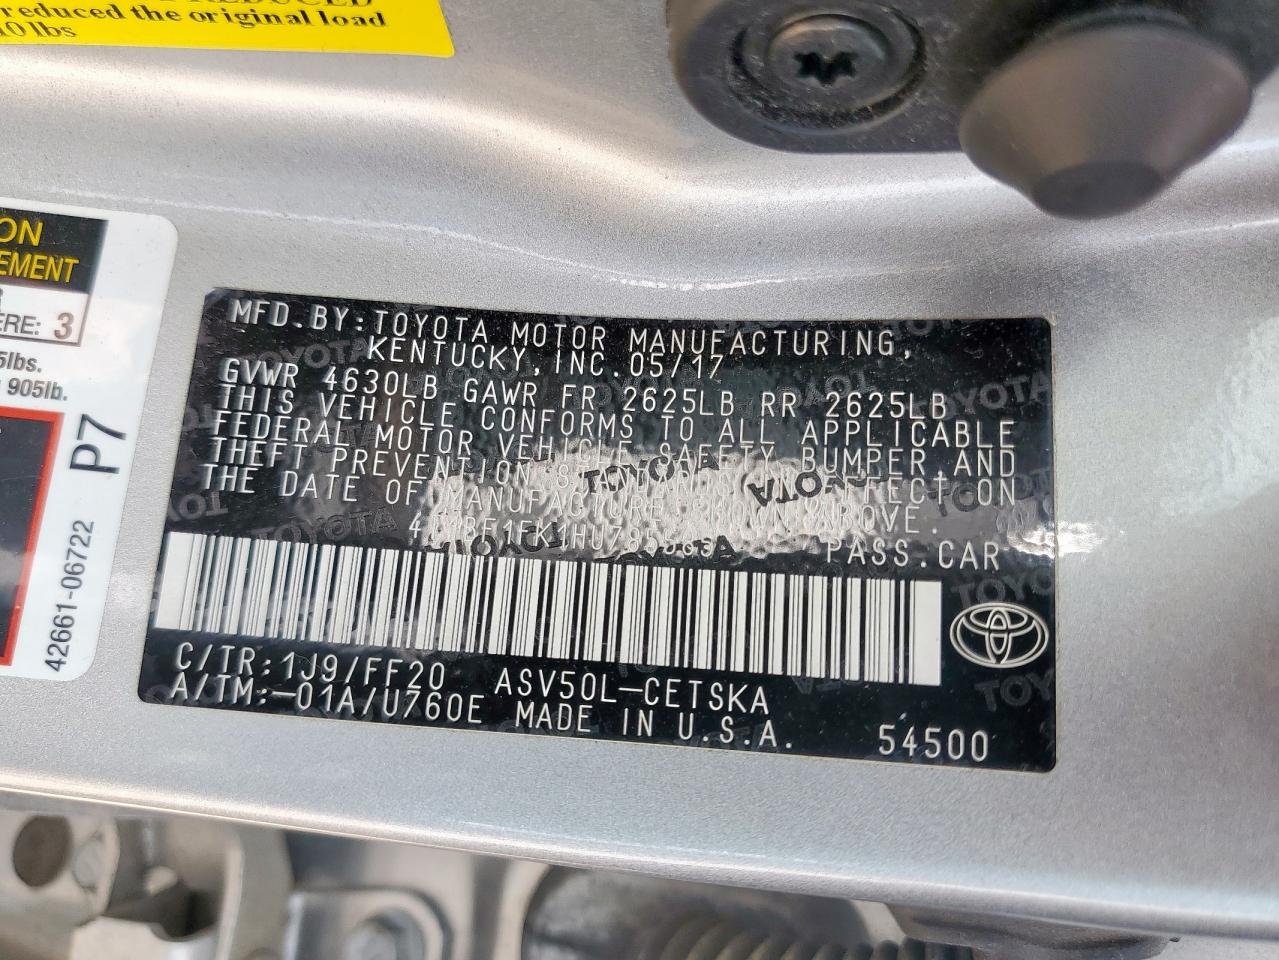 REDUCED
reduced the original load
10 lbs
ON
EMENT
ERE: 3
5lbs.
905lb.
P7
42661-06722
MFD.BY:TOYOTA MOTOR MANUFACTURING,
KENTUCKY,INC.05/17
GVWR 4630LB GAWR FR 2625LB RR 2625LB
THIS VEHICLE CONFORMS TO ALL APPLICABLE
FEDERAL MOTOR VEHICLE SAFETY BUMPER AND
THEFT PREVENTION STANDARDS IN EFFECT ON
THE DATE OF MANUFACTURE SHOWN ABOVE.
PASS.CAR
C/TR:1J9/FF20 ASV50L-CETSKA
A/TM:-01A/U760E MADE IN U.S.A. 54500